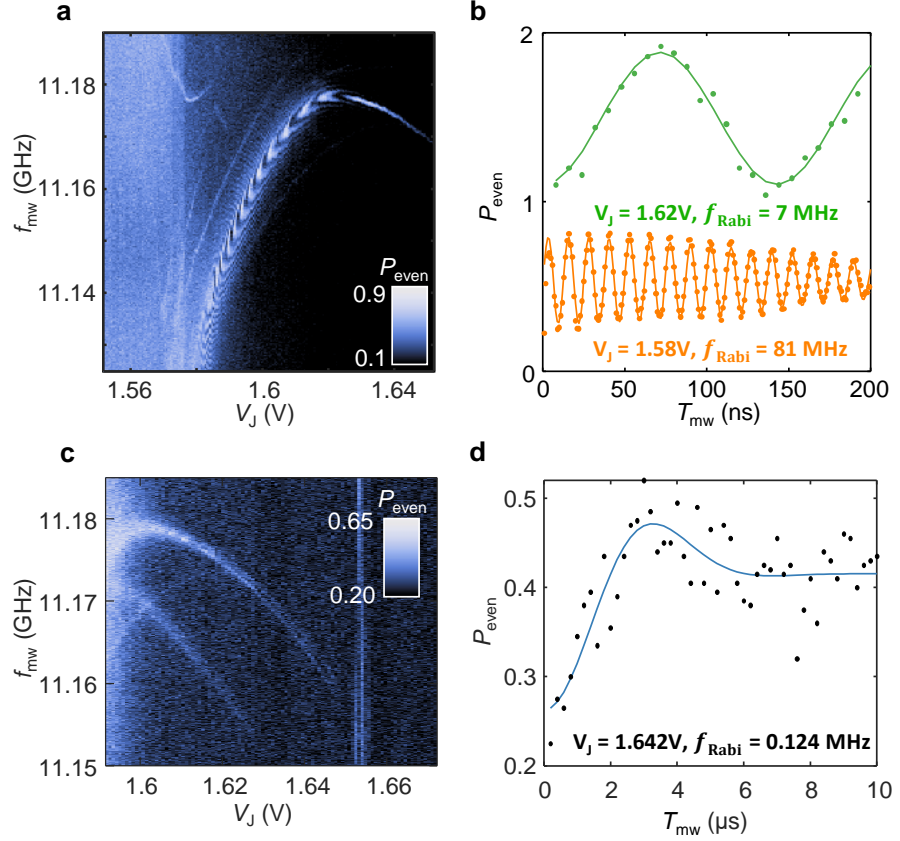 a
11.18
11.16
11.14
f_mw (GHz)
P_even
0.9
0.1
1.56
1.6
1.64
V_J (V)
b
2
1
0
P_even
V_J = 1.62V, f_Rabi = 7 MHz
V_J = 1.58V, f_Rabi = 81 MHz
0
50
100
150
200
T_mw (ns)
c
11.18
11.17
11.16
11.15
f_mw (GHz)
P_even
0.65
0.20
1.6
1.62
1.64
1.66
V_J (V)
d
0.5
0.4
0.3
0.2
P_even
V_J = 1.642V, f_Rabi = 0.124 MHz
0
2
4
6
8
10
T_mw (μs)